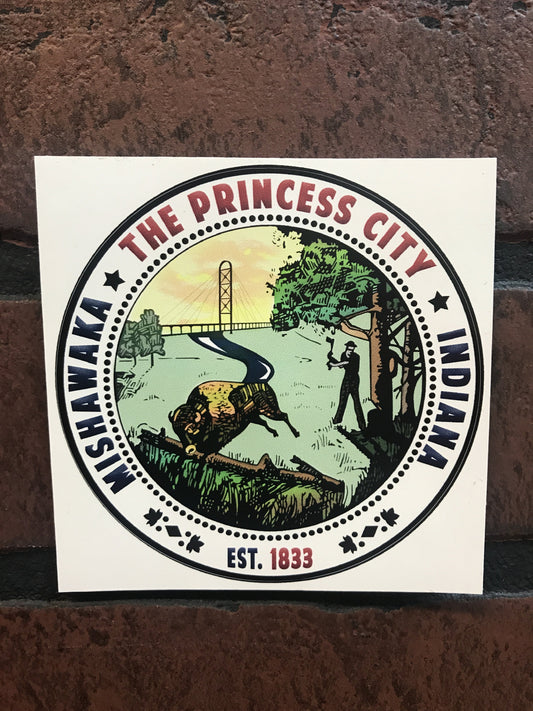 THE PRINCESS CITY
MISHAWAKA ★ ★ INDIANA
EST. 1833